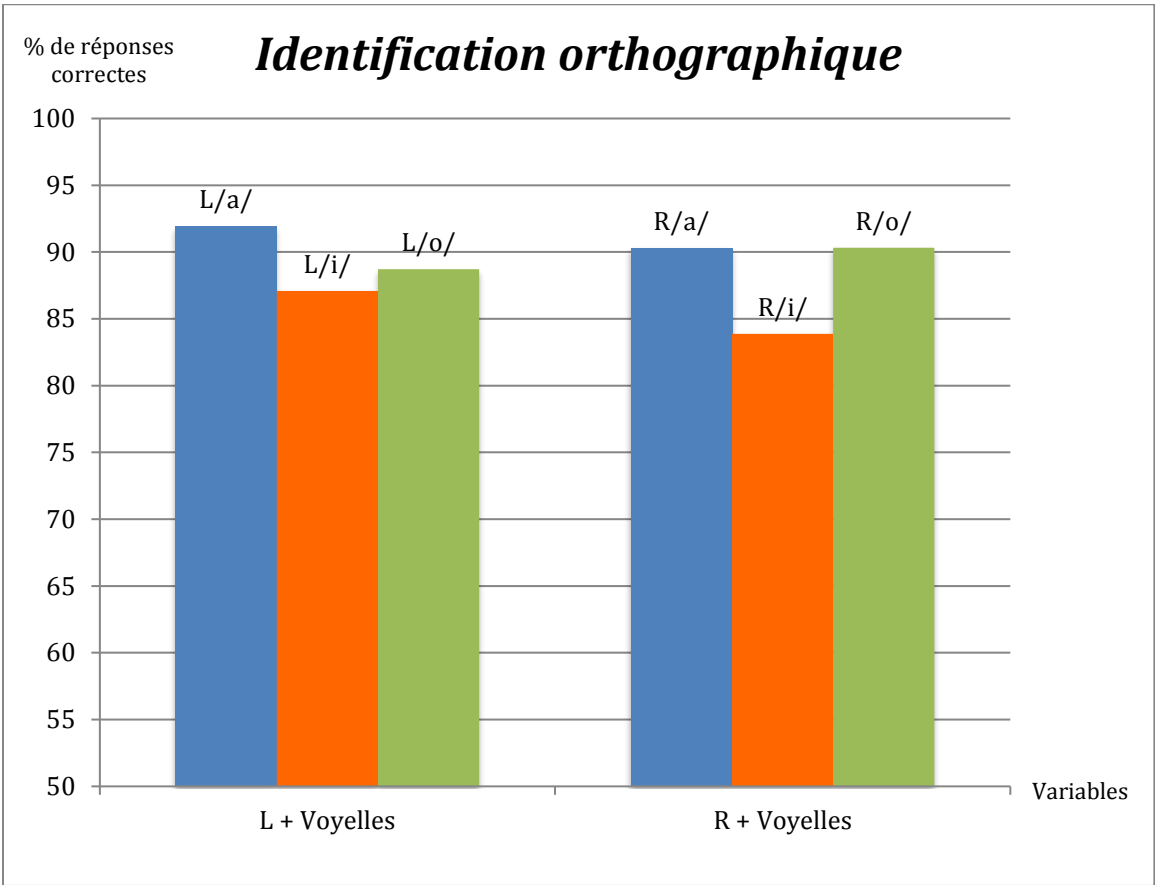 % de réponses
correctes
Identification orthographique
100
95
90
85
80
75
70
65
60
55
50
L/a/
L/i/
L/o/
R/a/
R/i/
R/o/
L + Voyelles
R + Voyelles
Variables